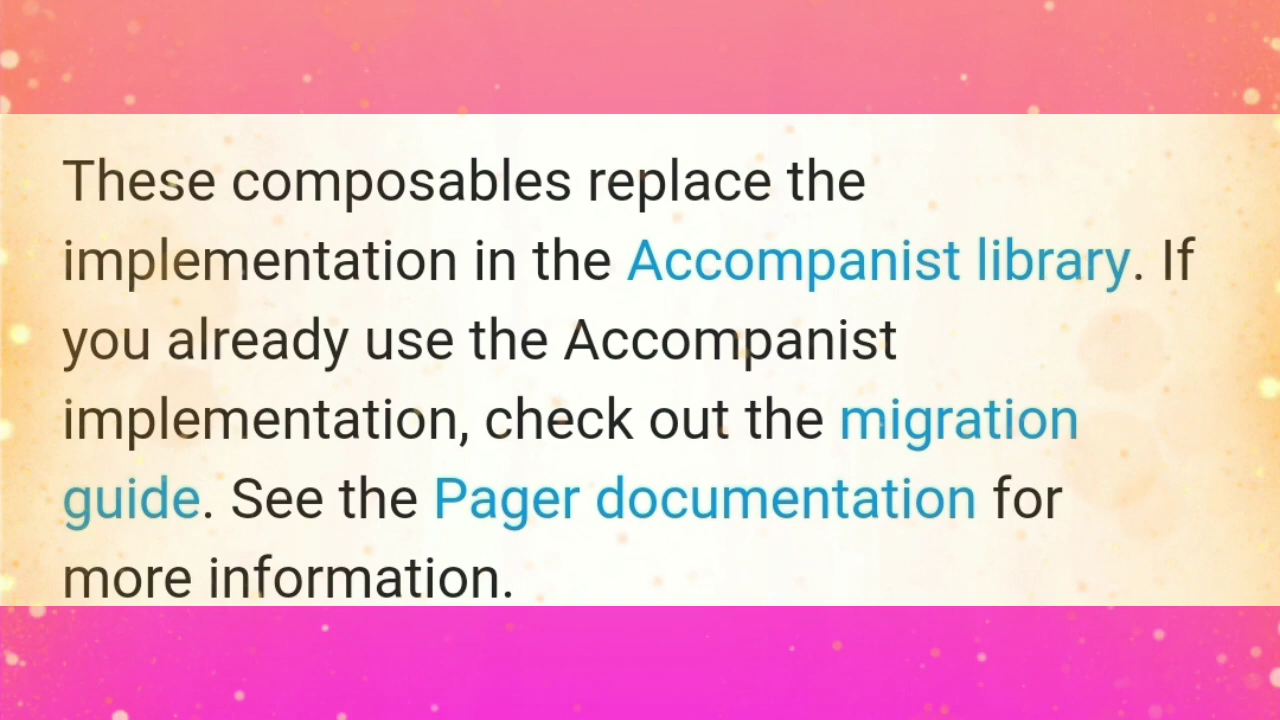 These composables replace the
implementation in the Accompanist library. If
you already use the Accompanist
implementation, check out the migration
guide. See the Pager documentation for
more information.